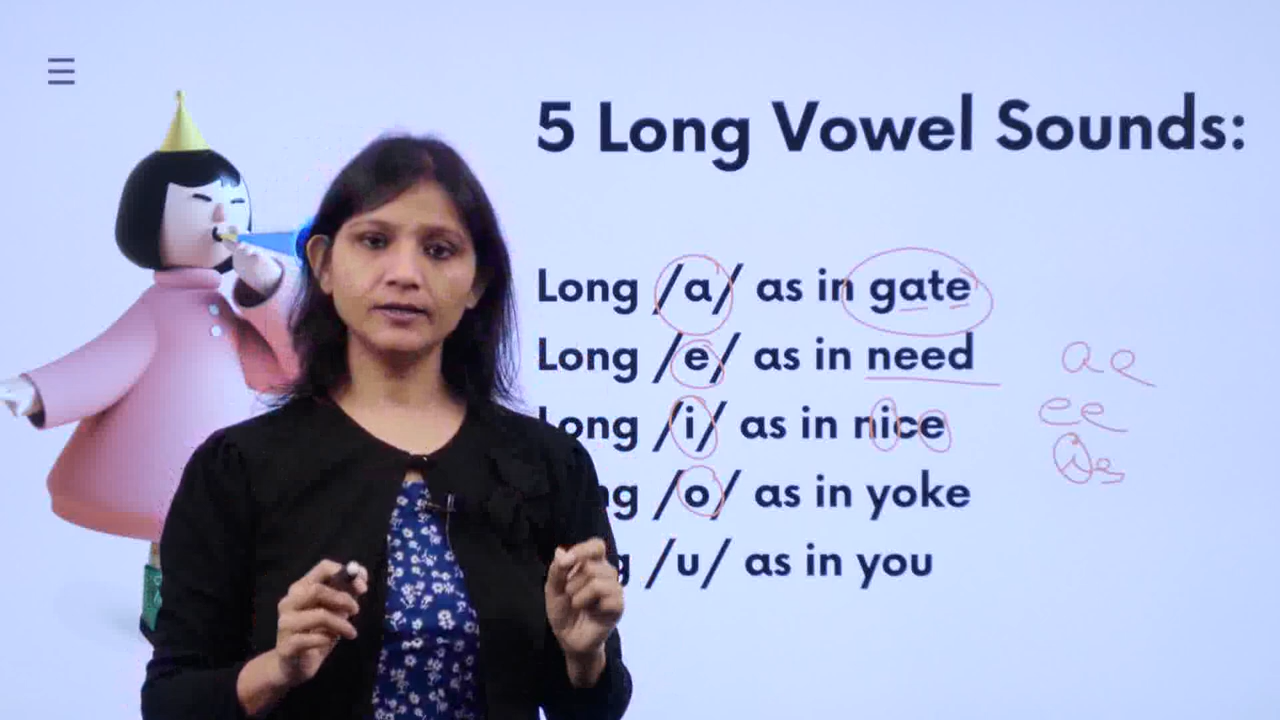 5 Long Vowel Sounds:
Long /a/ as in gate
Long /e/ as in need
ae
ong /i/ as in nice
ee
g /o/ as in yoke
g /u/ as in you